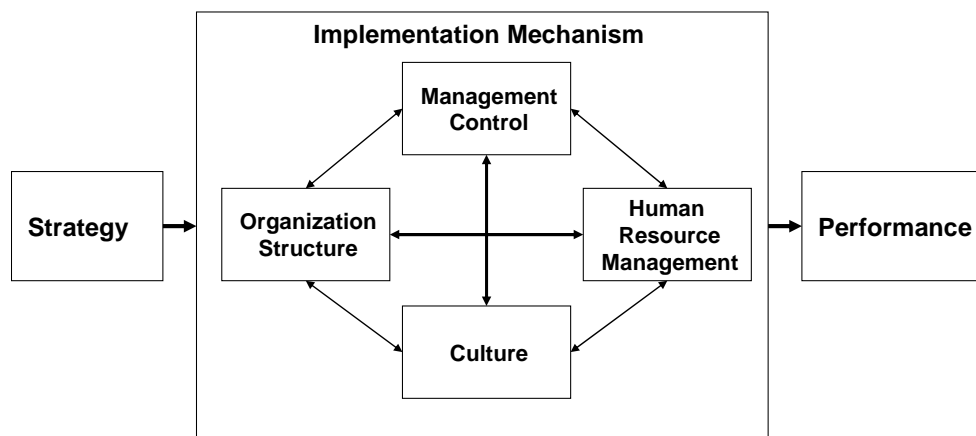 Implementation Mechanism
Management
Control
Strategy
Organization
Structure
Human
Resource
Management
Performance
Culture